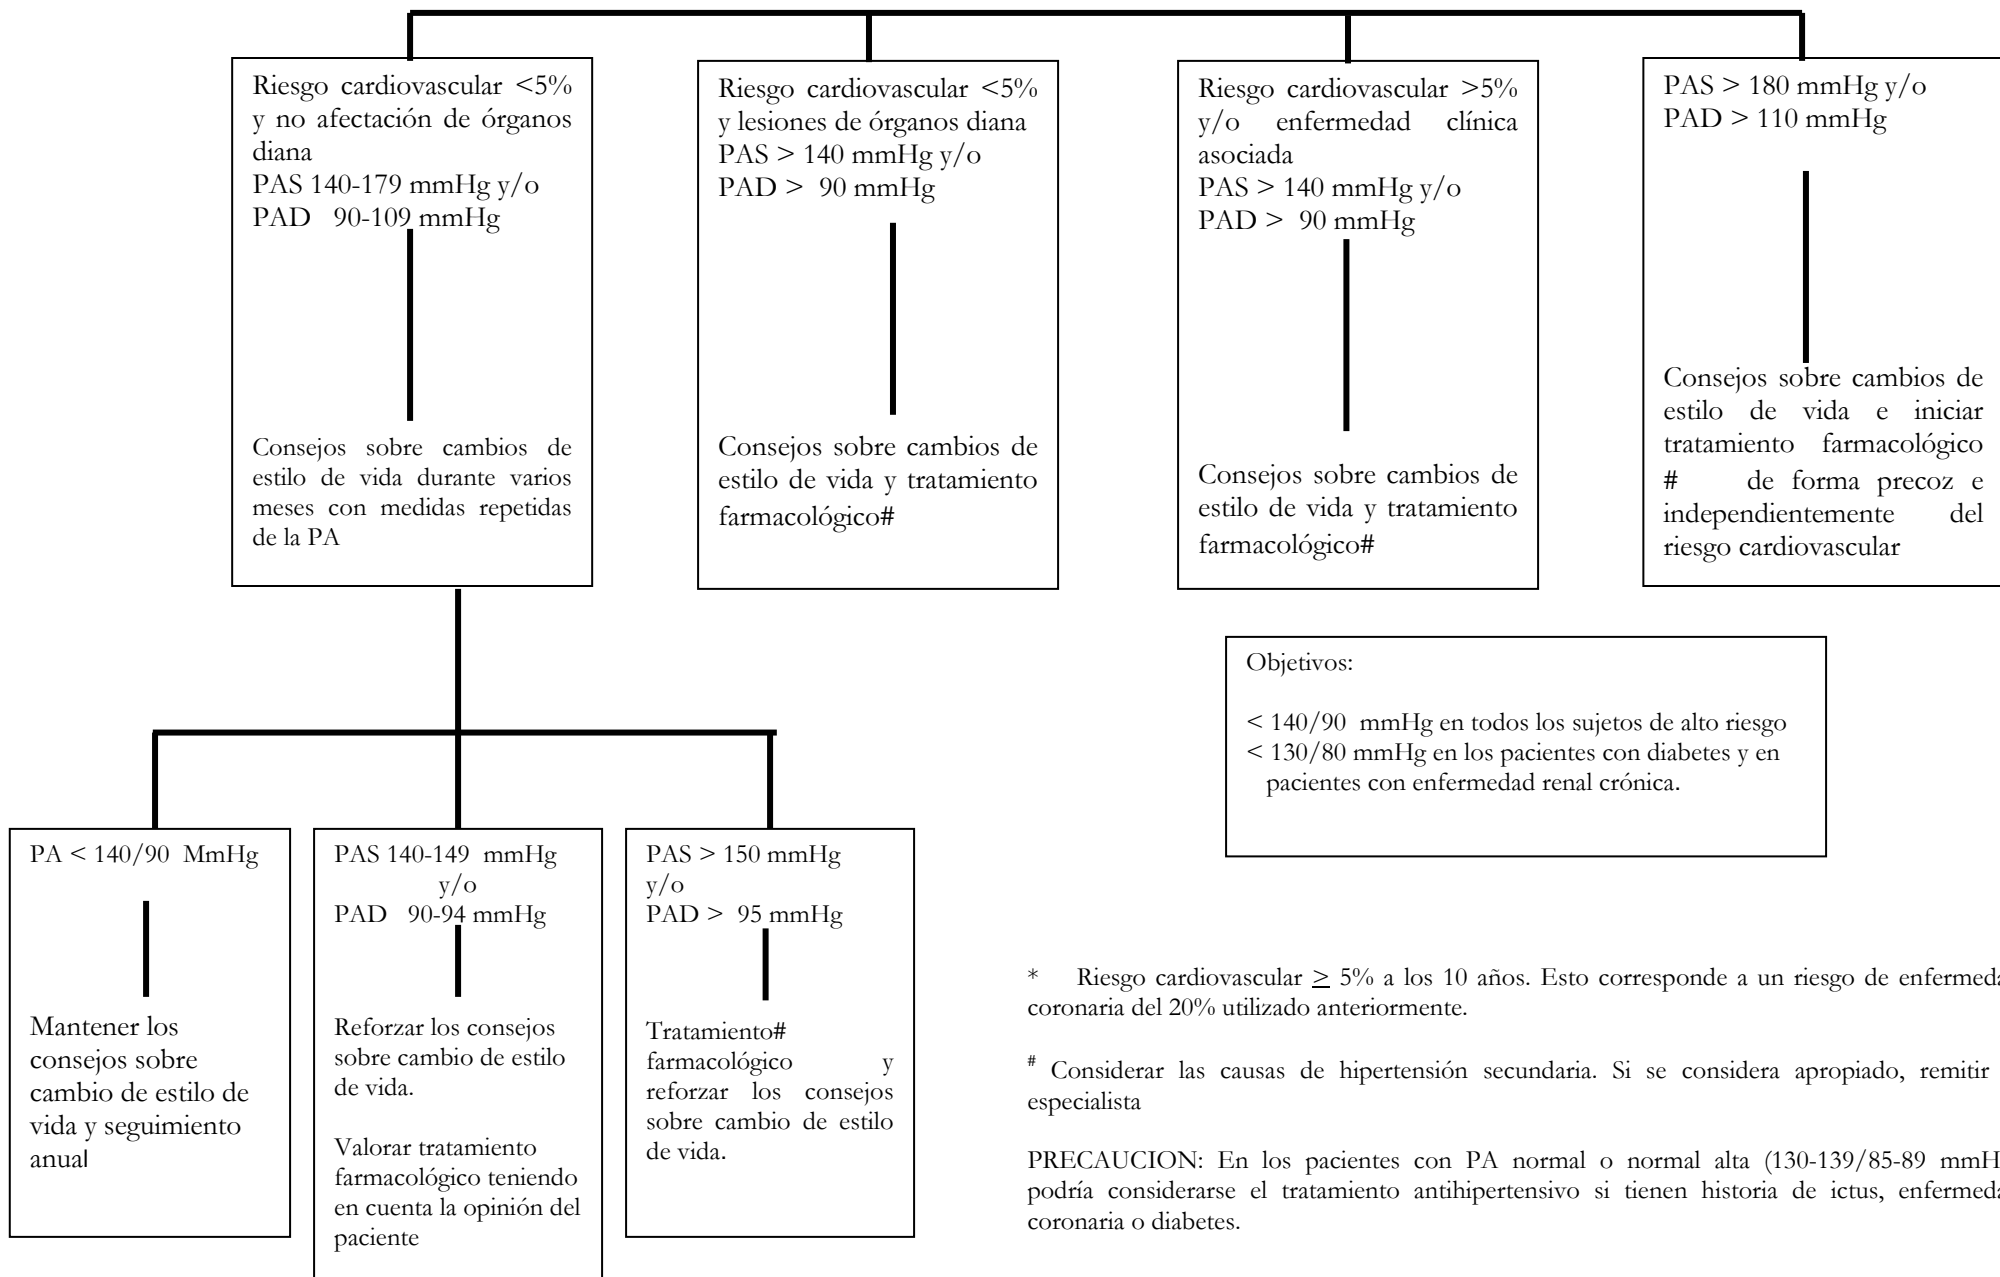 Riesgo cardiovascular <5%
y no afectación de órganos
diana
PAS 140-179 mmHg y/o
PAD 90-109 mmHg
Consejos sobre cambios de
estilo de vida durante varios
meses con medidas repetidas
de la PA
Riesgo cardiovascular <5%
y lesiones de órganos diana
PAS > 140 mmHg y/o
PAD > 90 mmHg
Consejos sobre cambios de
estilo de vida y tratamiento
farmacológico#
Riesgo cardiovascular >5%
y/o enfermedad clínica
asociada
PAS > 140 mmHg y/o
PAD > 90 mmHg
Consejos sobre cambios de
estilo de vida y tratamiento
farmacológico#
PAS > 180 mmHg y/o
PAD > 110 mmHg
Consejos sobre cambios de
estilo de vida e iniciar
tratamiento farmacológico
# de forma precoz e
independientemente del
riesgo cardiovascular
Objetivos:
< 140/90 mmHg en todos los sujetos de alto riesgo
< 130/80 mmHg en los pacientes con diabetes y en
pacientes con enfermedad renal crónica.
PA < 140/90 MmHg
Mantener los
consejos sobre
cambio de estilo de
vida y seguimiento
anual
PAS 140-149 mmHg
y/o
PAD 90-94 mmHg
Reforzar los consejos
sobre cambio de estilo
de vida.
Valorar tratamiento
farmacológico teniendo
en cuenta la opinión del
paciente
PAS > 150 mmHg
y/o
PAD > 95 mmHg
Tratamiento#
farmacológico y
reforzar los consejos
sobre cambio de estilo
de vida.
* Riesgo cardiovascular ≥ 5% a los 10 años. Esto corresponde a un riesgo de enfermeda
coronaria del 20% utilizado anteriormente.
# Considerar las causas de hipertensión secundaria. Si se considera apropiado, remitir
especialista
PRECAUCION: En los pacientes con PA normal o normal alta (130-139/85-89 mmH
podría considerarse el tratamiento antihipertensivo si tienen historia de ictus, enfermeda
coronaria o diabetes.